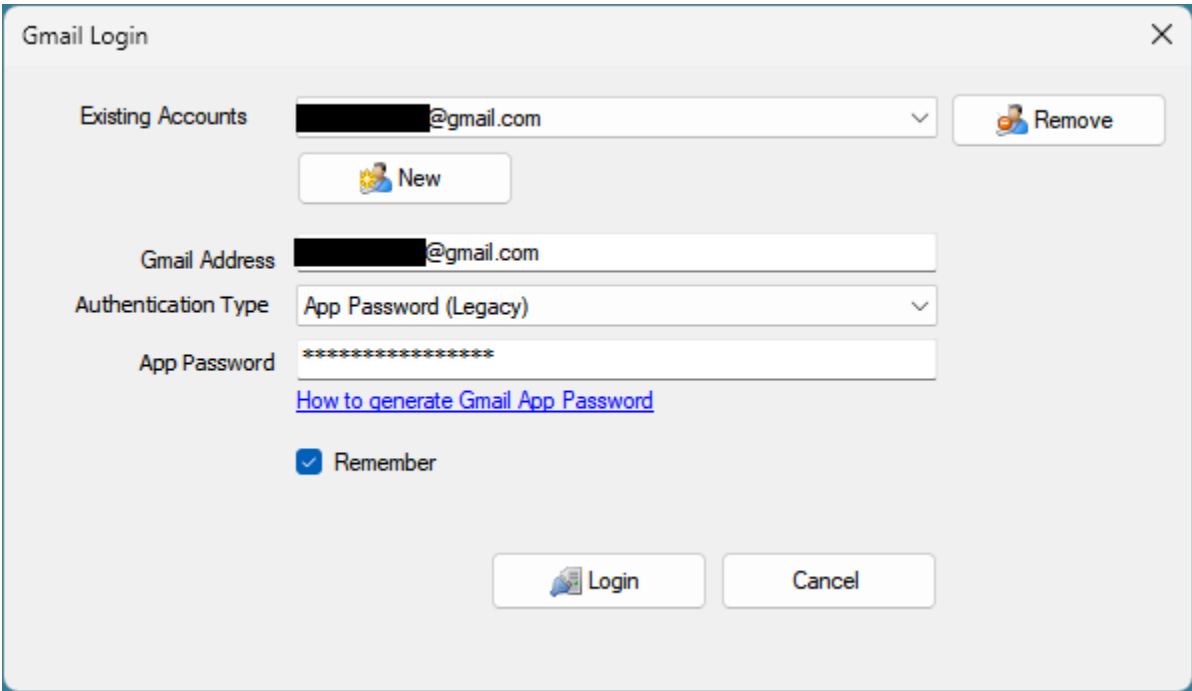 Gmail Login
Existing Accounts @gmail.com Remove
New
Gmail Address @gmail.com
Authentication Type App Password (Legacy)
App Password ****************
How to generate Gmail App Password
Remember
Login Cancel